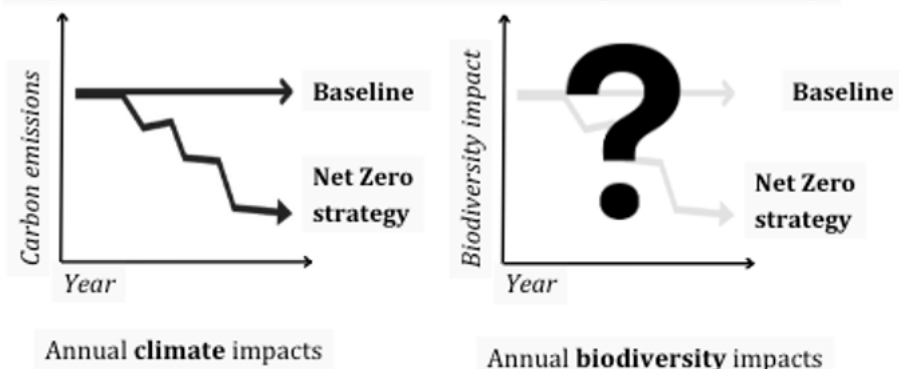 Carbon emissions
Baseline
Net Zero
strategy
Year
Annual climate impacts
Biodiversity impact
?
Baseline
Net Zero
strategy
Year
Annual biodiversity impacts